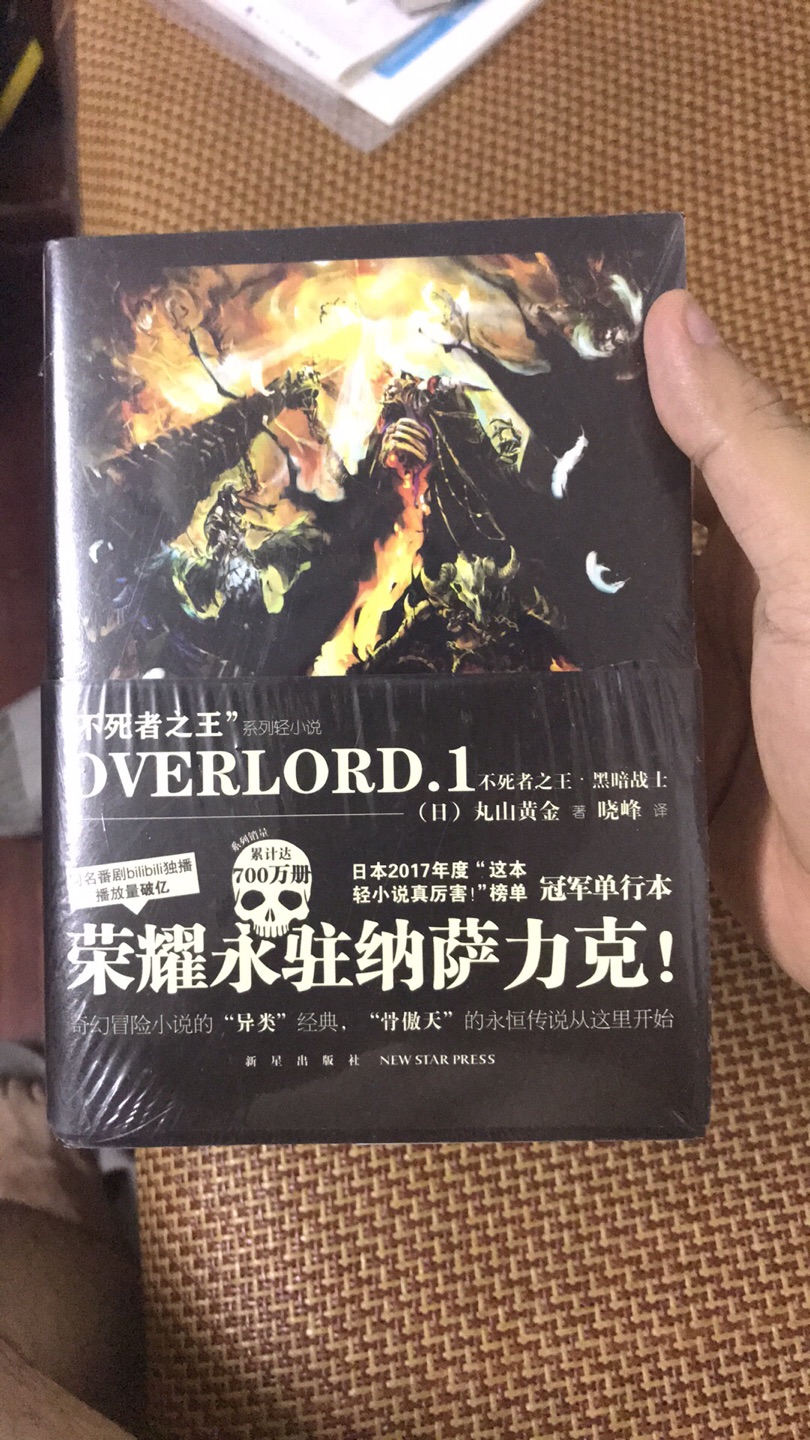 不死者之王”系列轻小说
OVERLORD.1 不死者之王·黑暗战士
（日）丸山黄金 著 晓峰 译
系列销量
累计达
700万册
同名番剧bilibili独播
播放量破亿
日本2017年度“这本
轻小说真厉害！”榜单
冠军单行本
荣耀永驻纳萨力克！
奇幻冒险小说的“异类”经典，“骨傲天”的永恒传说从这里开始
新星出版社 NEW STAR PRESS